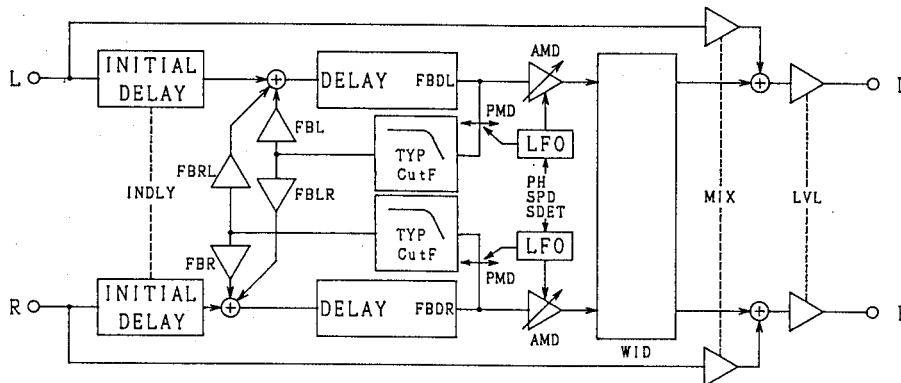 L
INITIAL
DELAY
DELAY
FBDL
AMD
FBL
PMD
LFO
TYP
CutF
FBRL
FBLR
INDLY
PH
SPD
SDET
MIX
LVL
TYP
CutF
LFO
FBR
PMD
R
INITIAL
DELAY
DELAY
FBDR
AMD
WID